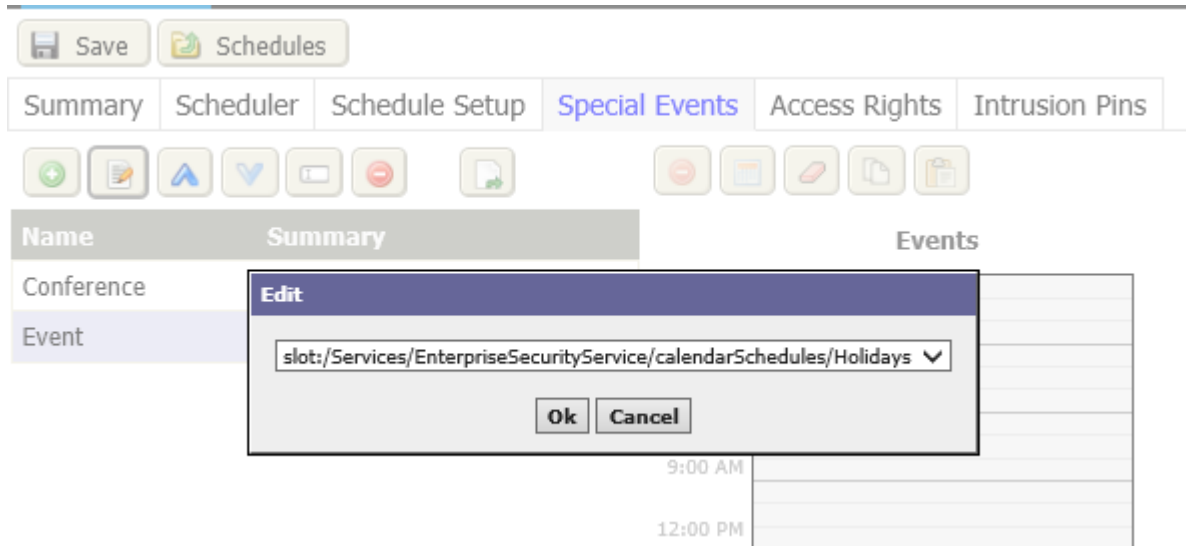 Save Schedules
Summary Scheduler Schedule Setup Special Events Access Rights Intrusion Pins
Name Summary
Events
Conference
Edit
Event
slot:/Services/EnterpriseSecurityService/calendarSchedules/Holidays
Ok Cancel
9:00 AM
12:00 PM